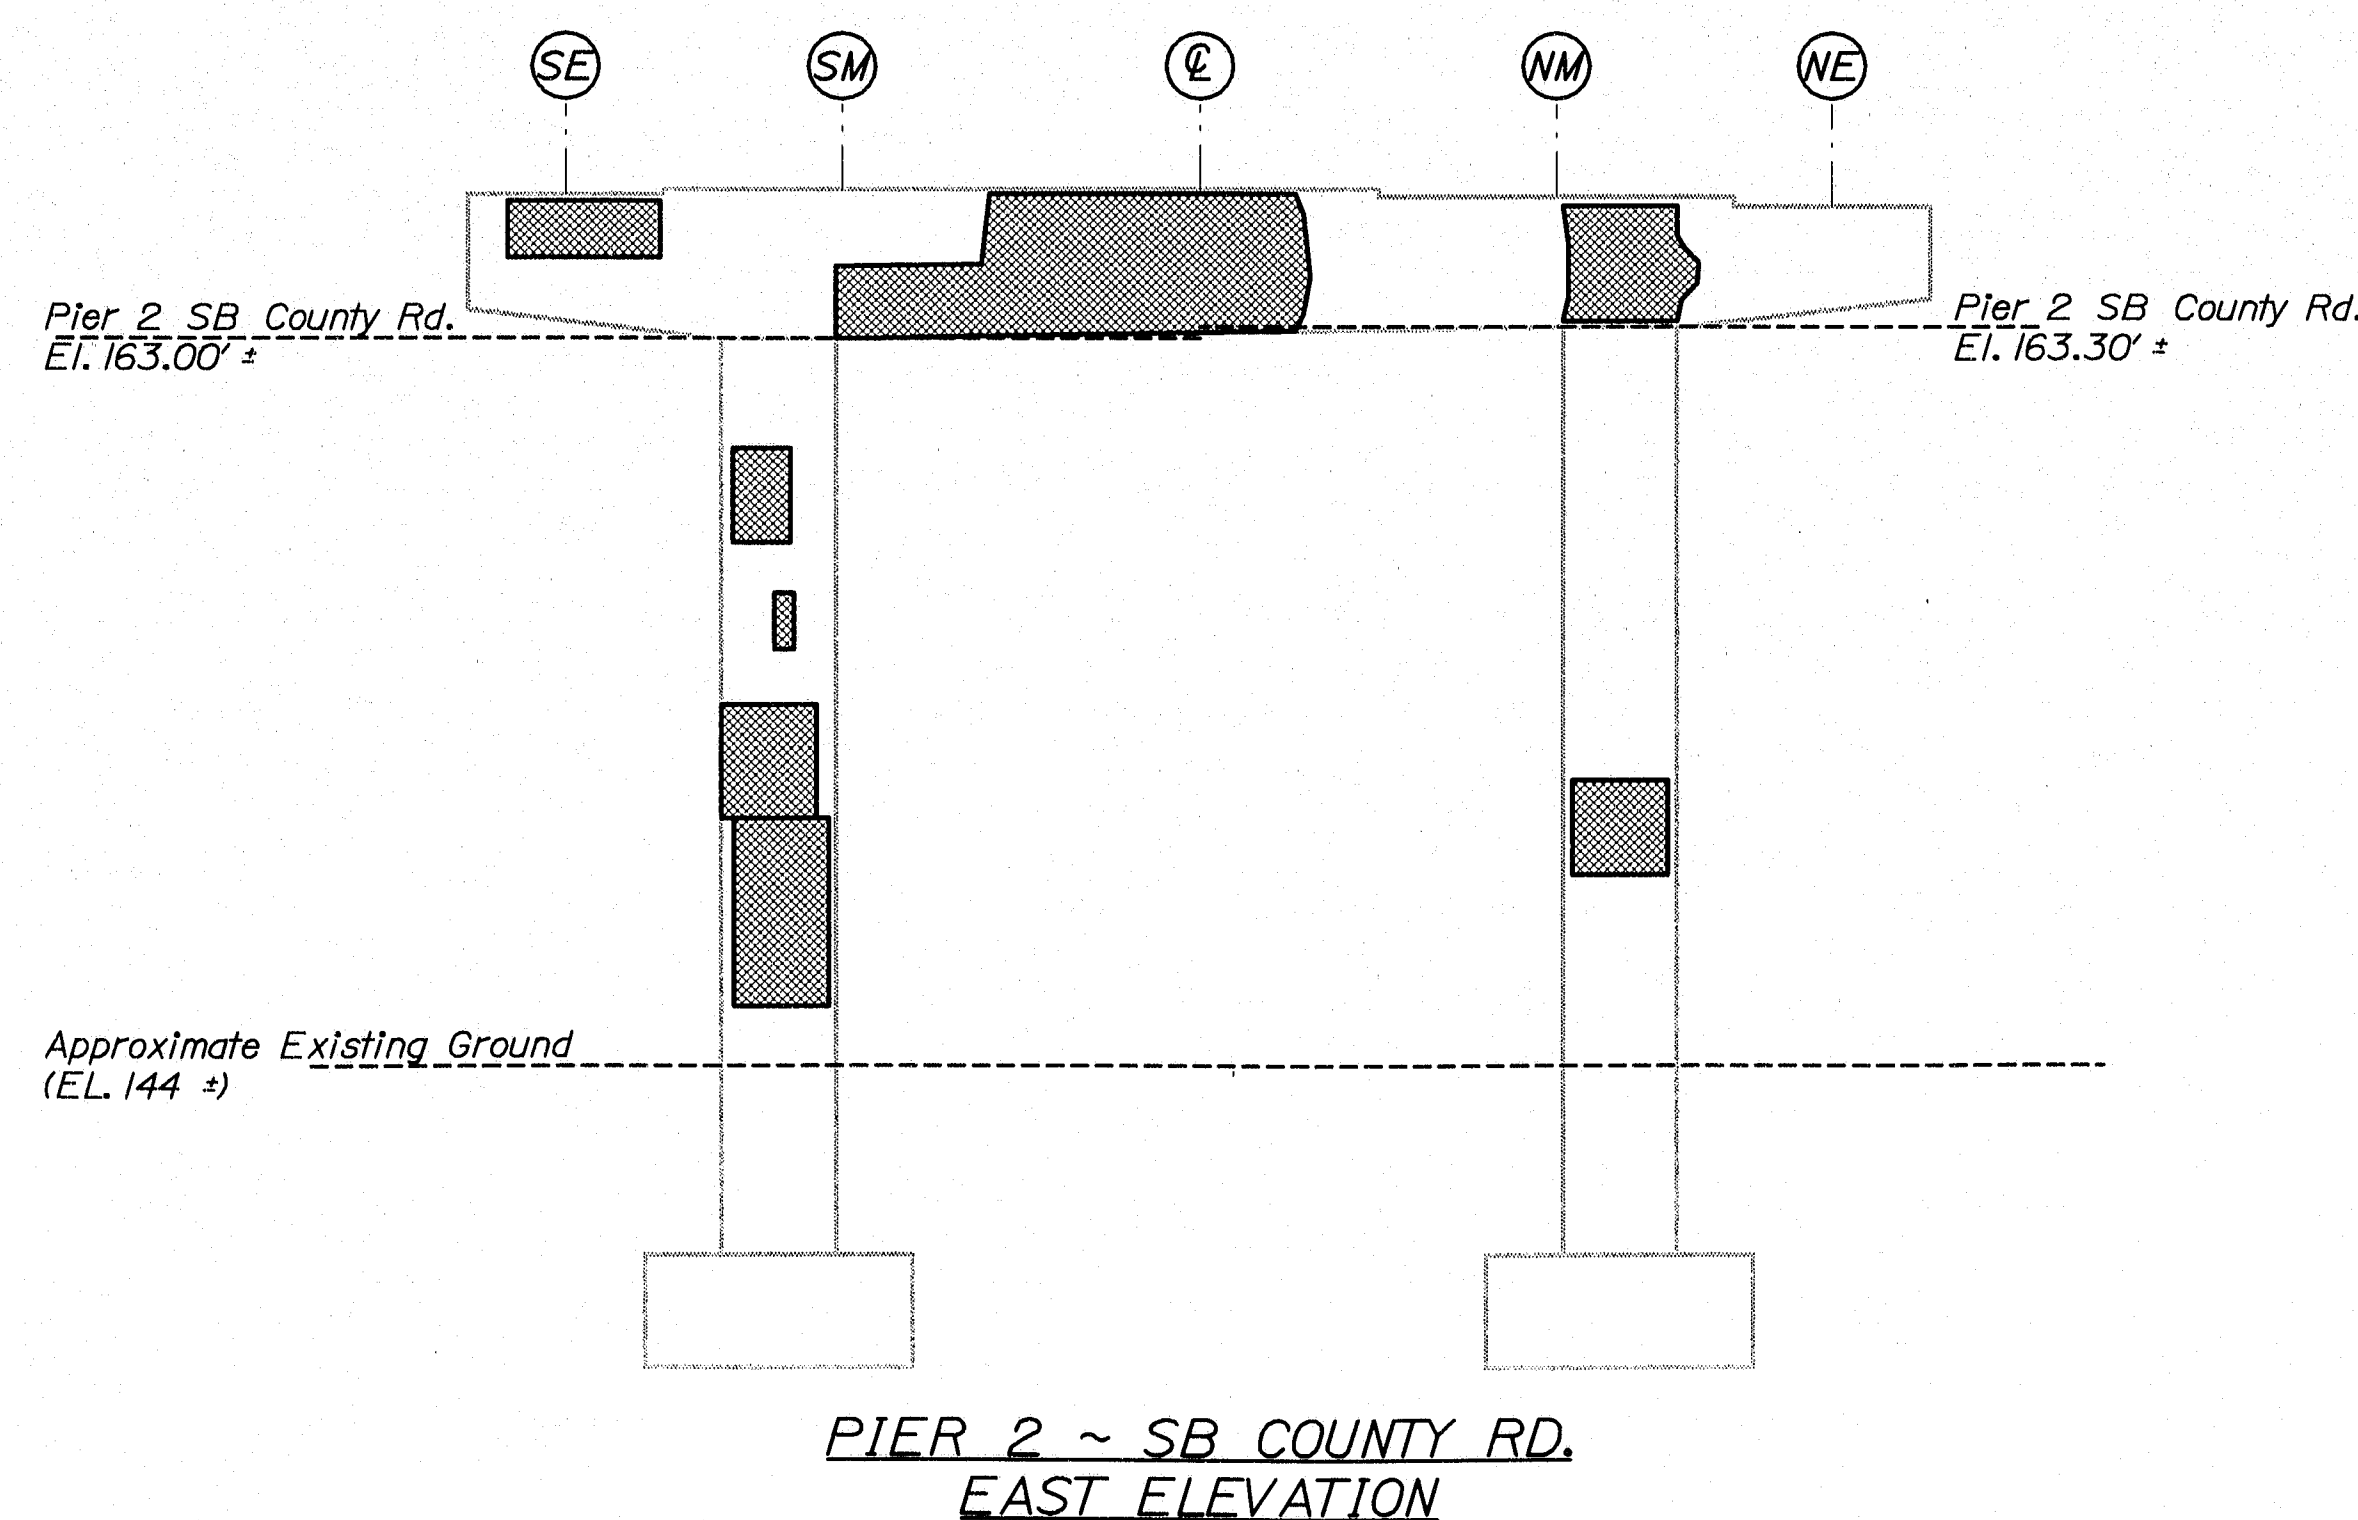 SE SM ℄ NM NE
Pier 2 SB County Rd.
El. 163.00' ±
Pier 2 SB County Rd.
El. 163.30' ±
Approximate Existing Ground
(EL. 144 ±)
PIER 2 ~ SB COUNTY RD.
EAST ELEVATION